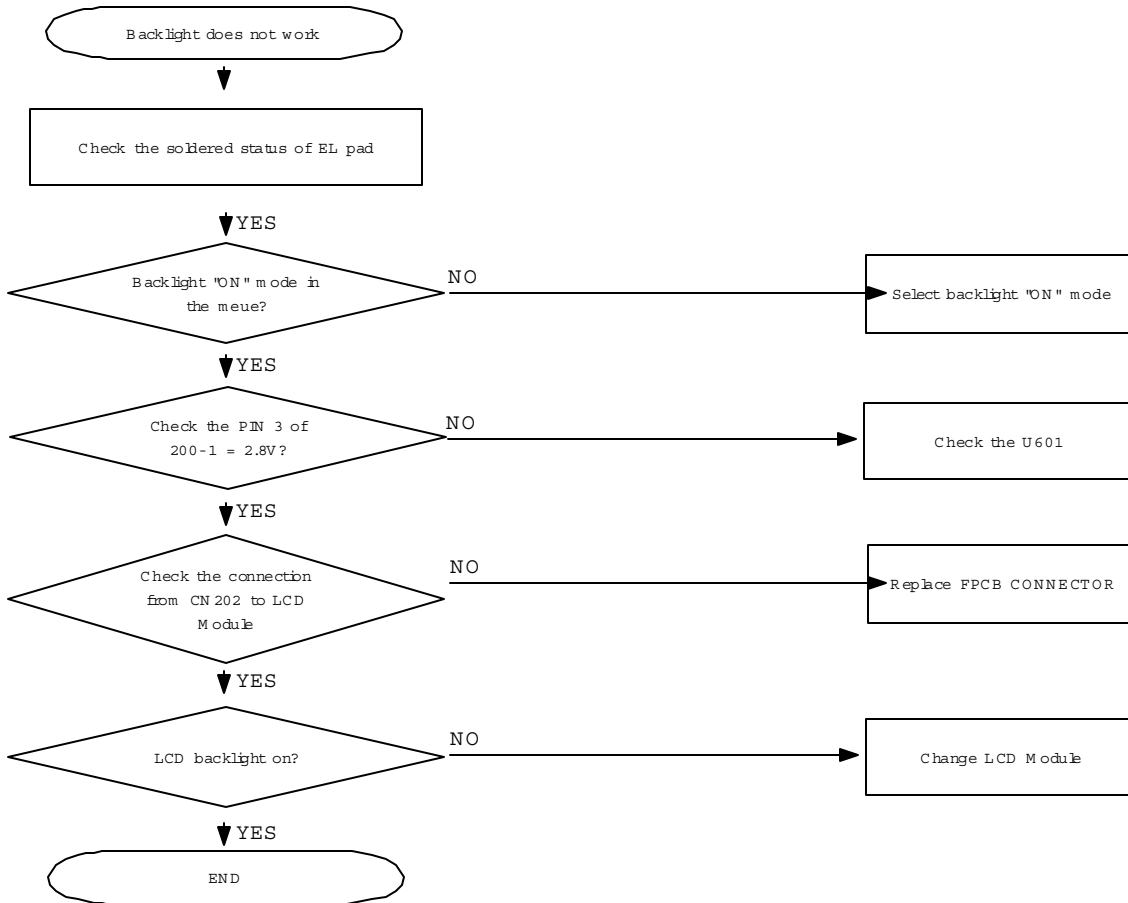 Backlight does not work
Check the soldered status of EL pad
YES
Backlight "ON" mode in
the meue?
NO
Select backlight "ON" mode
YES
Check the PIN 3 of
200-1 = 2.8V?
NO
Check the U601
YES
Check the connection
from CN202 to LCD
Module
NO
Replace FPCB CONNECTOR
YES
LCD backlight on?
NO
Change LCD Module
YES
END